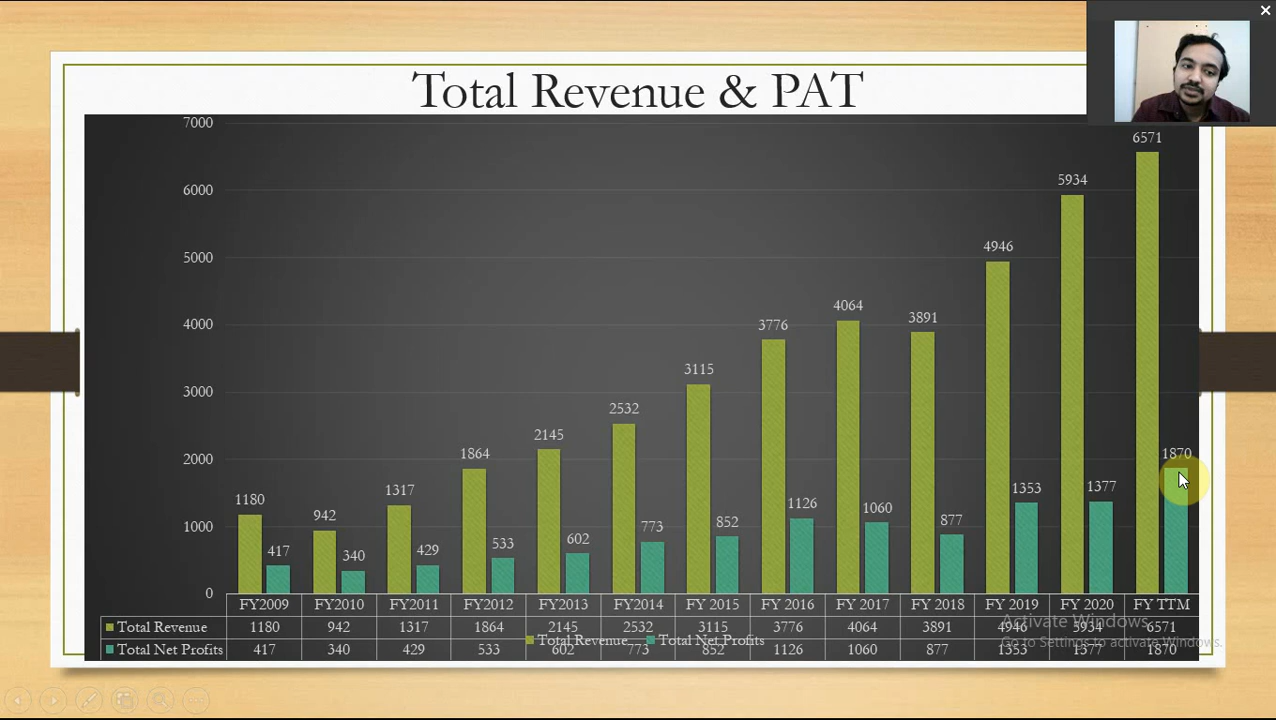 Total Revenue & PAT
7000
6000
5000
4000
3000
2000
1000
0
1180 942 1317 1864 2145 2532 3115 3776 4064 3891 4946 5934 6571
417 340 429 533 602 773 852 1126 1060 877 1353 1377 1870
FY2009 FY2010 FY2011 FY2012 FY2013 FY2014 FY 2015 FY 2016 FY 2017 FY 2018 FY 2019 FY 2020 FY TTM
Total Revenue 1180 942 1317 1864 2145 2532 3115 3776 4064 3891 4946 5934 6571
Total Revenue Total Net Profits
Total Net Profits 417 340 429 533 602 773 852 1126 1060 877 1353 1377 1870
Activate Windows
Go to Settings to activate Windows.